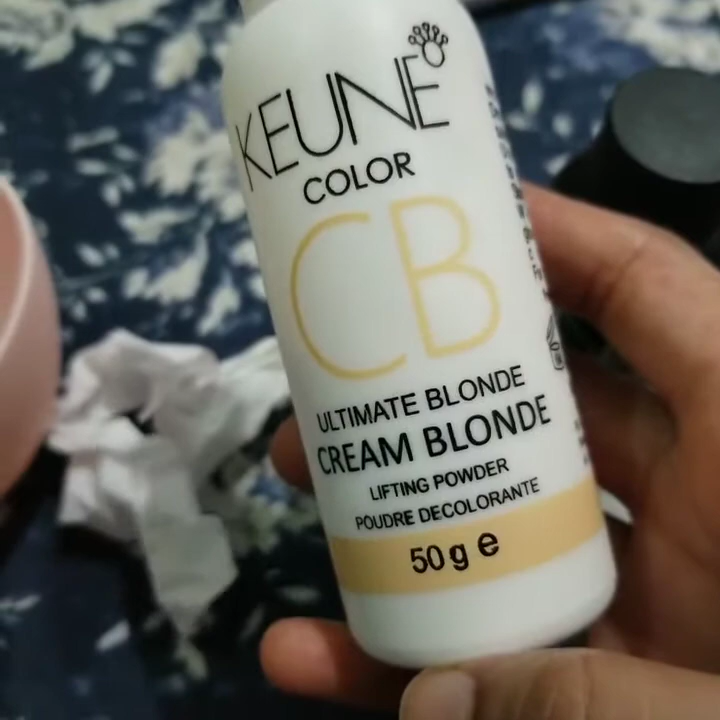 KEUNE
COLOR
CB
ULTIMATE BLONDE
CREAM BLONDE
LIFTING POWDER
POUDRE DECOLORANTE
50g e